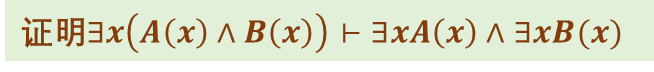 证明∃x(A(x) ∧ B(x)) ⊢ ∃xA(x) ∧ ∃xB(x)